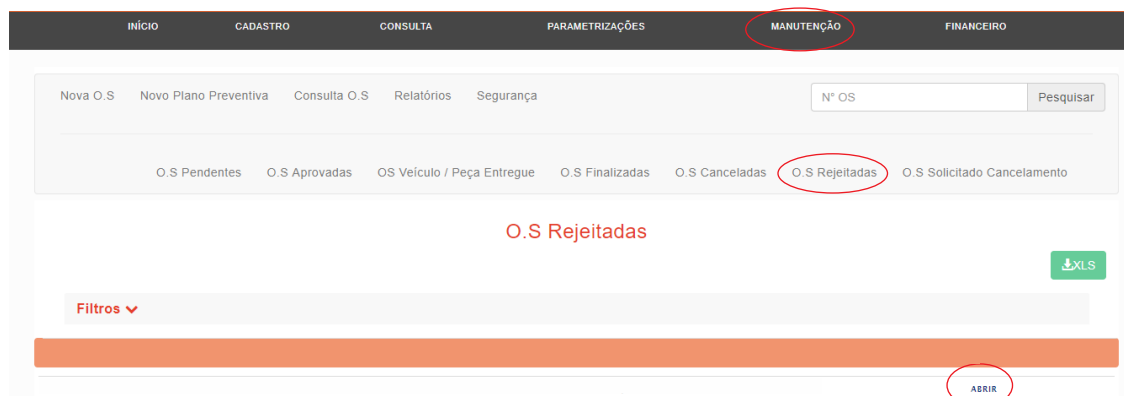 INÍCIO CADASTRO CONSULTA PARAMETRIZAÇÕES MANUTENÇÃO FINANCEIRO
Nova O.S Novo Plano Preventiva Consulta O.S Relatórios Segurança N° OS Pesquisar
O.S Pendentes O.S Aprovadas OS Veículo / Peça Entregue O.S Finalizadas O.S Canceladas O.S Rejeitadas O.S Solicitado Cancelamento
O.S Rejeitadas
XLS
Filtros
ABRIR